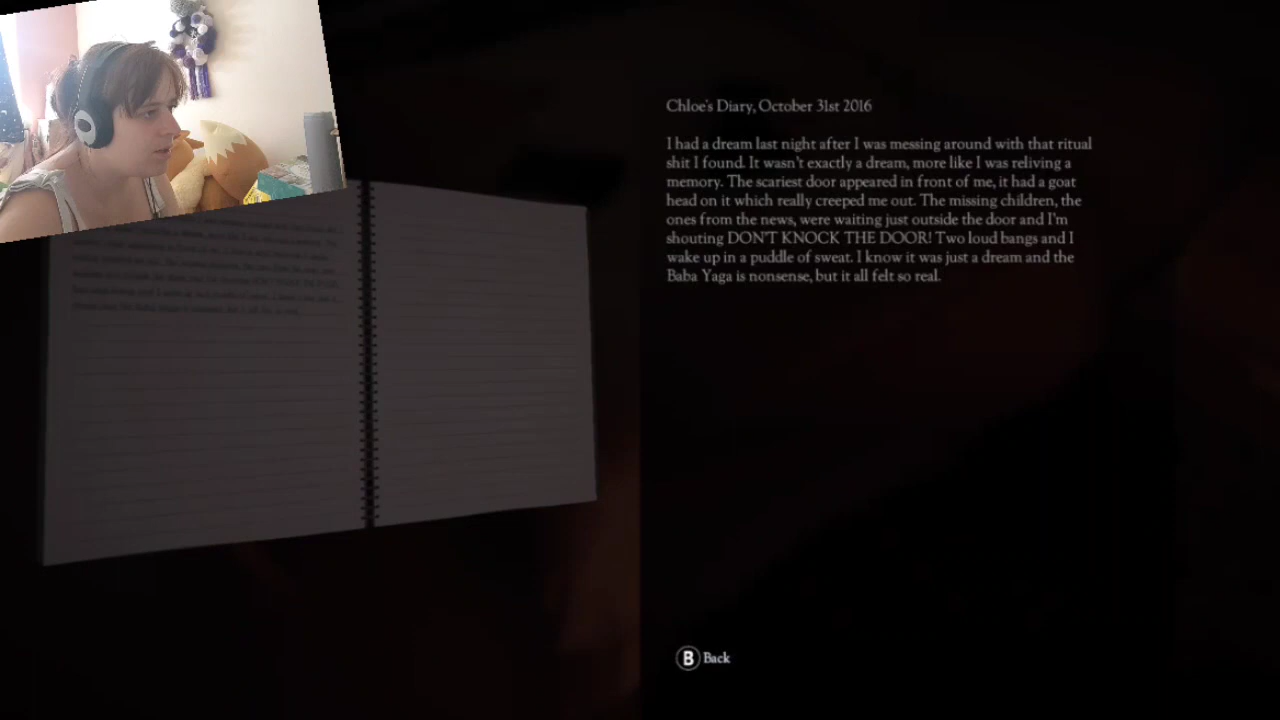 Chloe's Diary, October 31st 2016
I had a dream last night after I was messing around with that ritual
shit I found. It wasn't exactly a dream, more like I was reliving a
memory. The scariest door appeared in front of me, it had a goat
head on it which really creeped me out. The missing children, the
ones from the news, were waiting just outside the door and I'm
shouting DON'T KNOCK THE DOOR! Two loud bangs and I
wake up in a puddle of sweat. I know it was just a dream and the
Baba Yaga is nonsense, but it all felt so real.
B Back